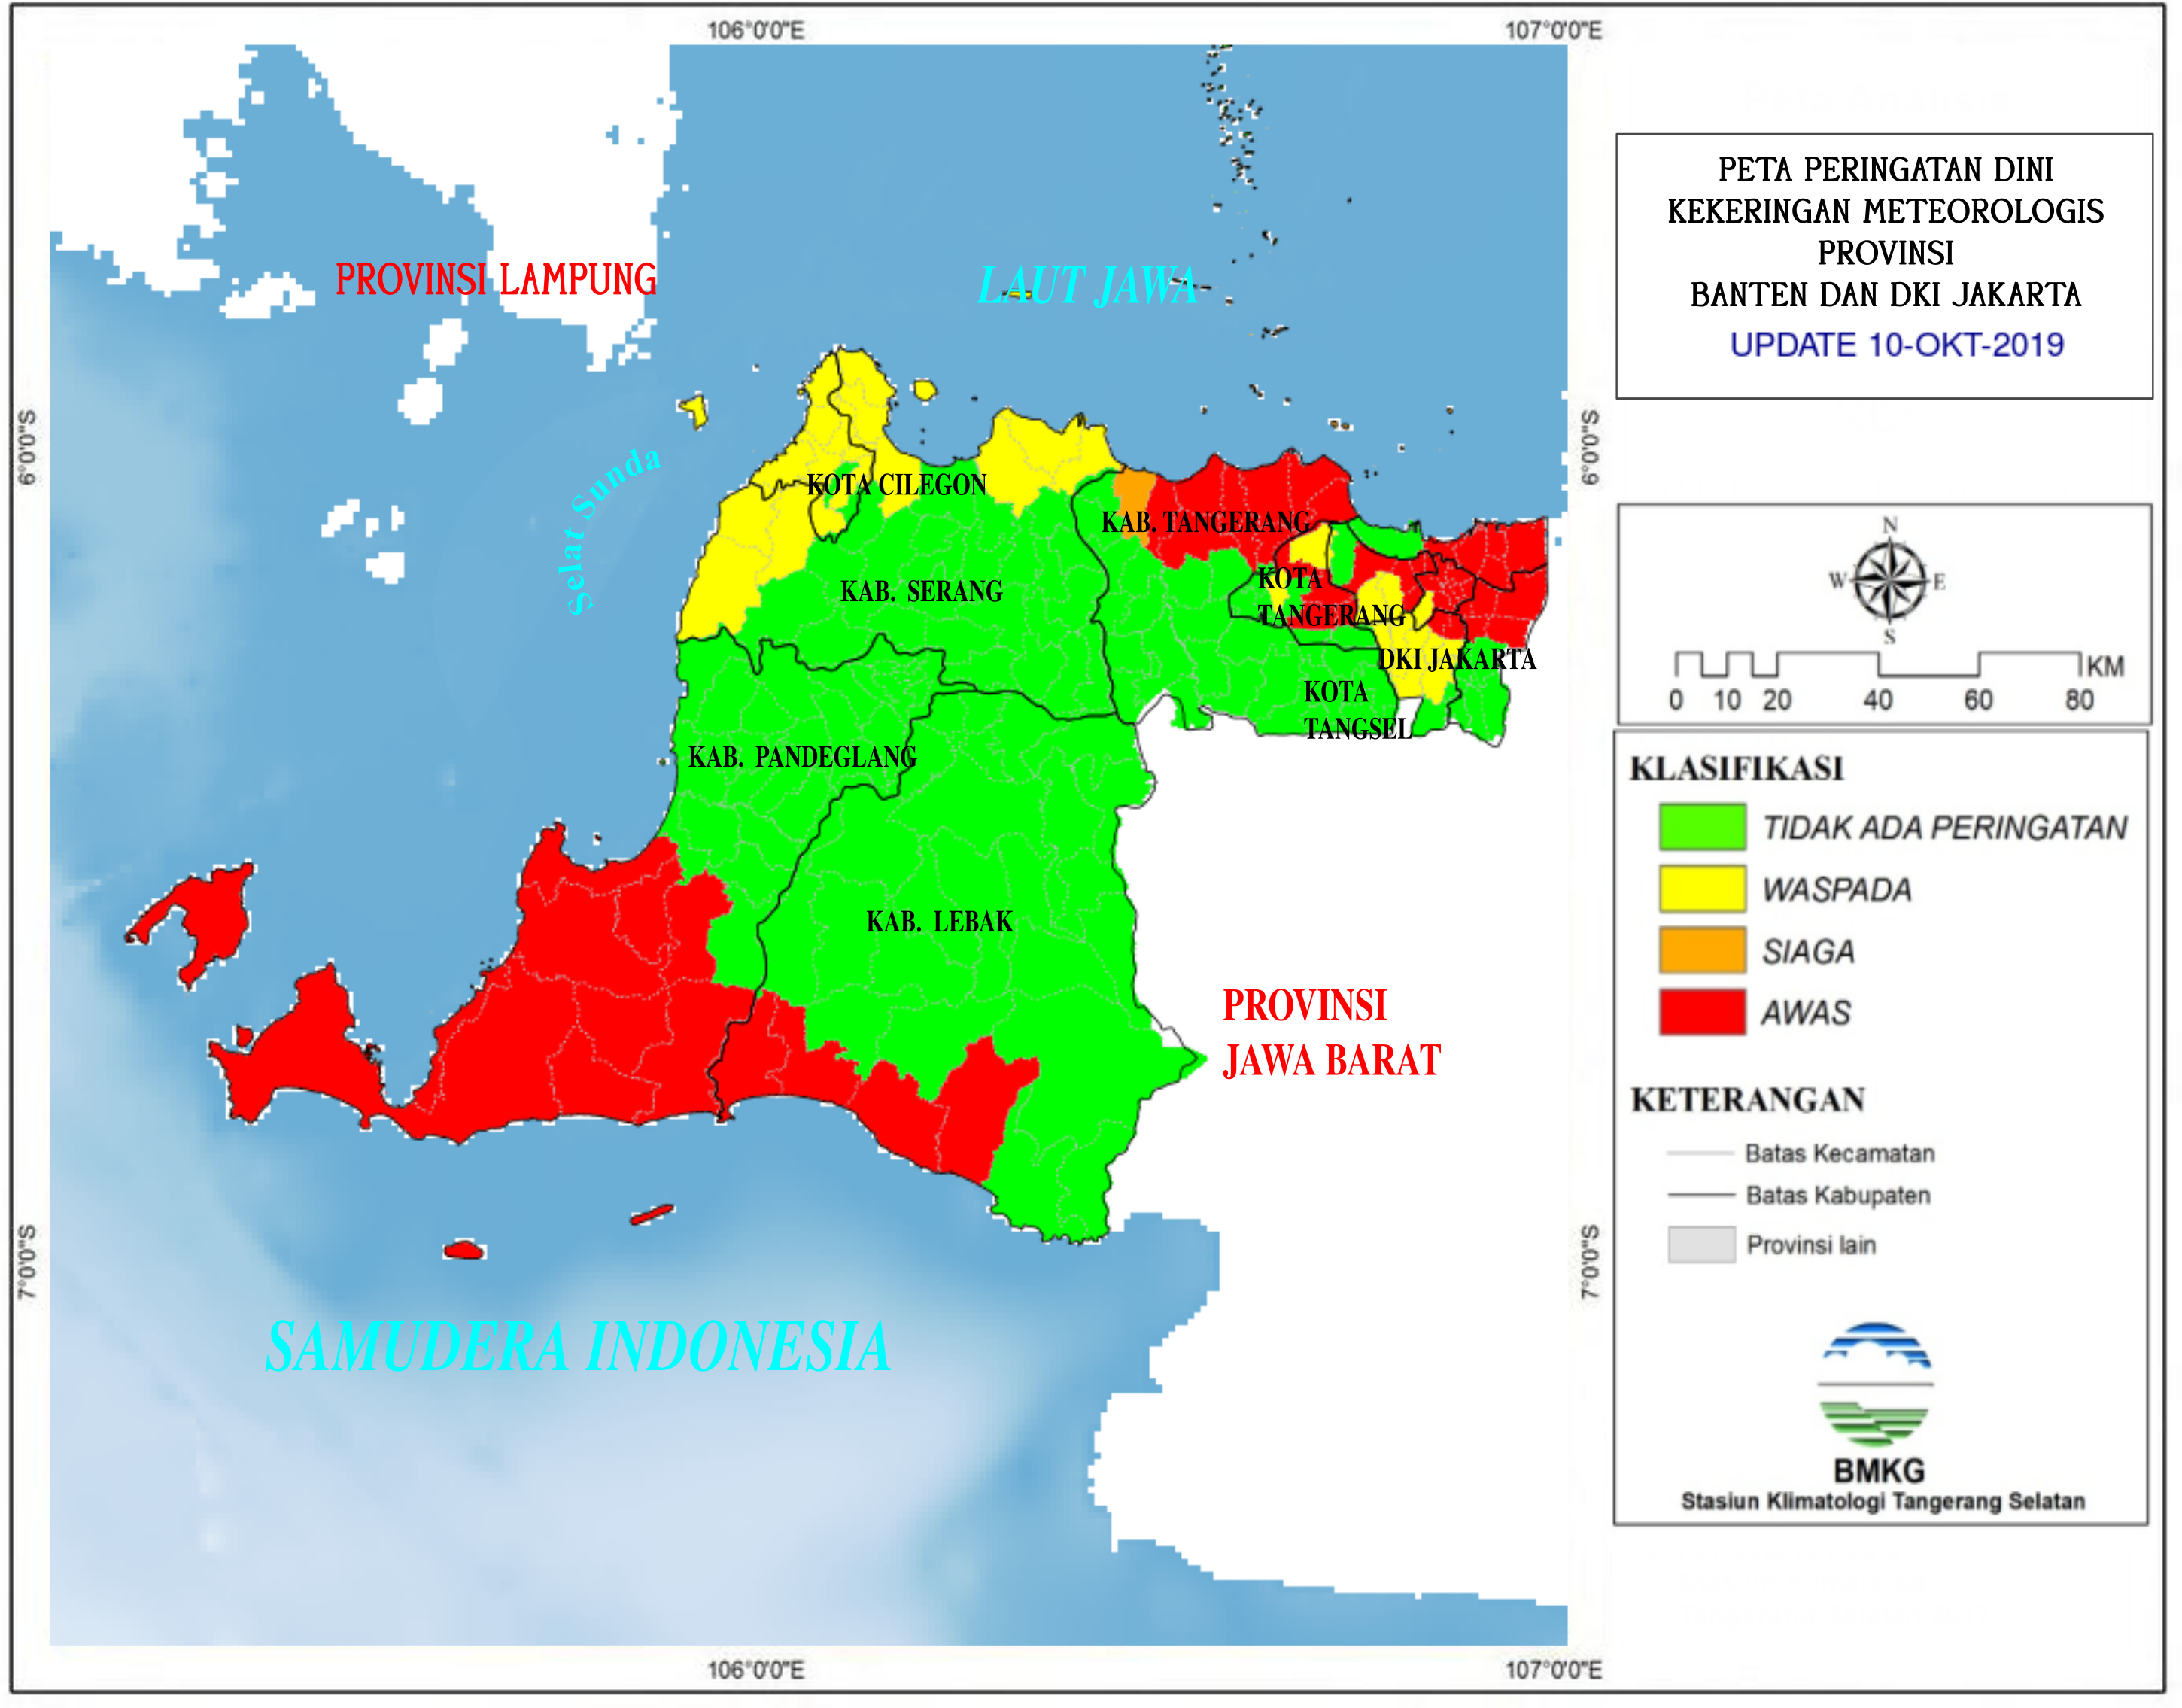 106°0'0"E
107°0'0"E
6°0'0"S
6°0'0"S
7°0'0"S
7°0'0"S
106°0'0"E
107°0'0"E
PROVINSI LAMPUNG
LAUT JAWA
Selat Sunda
KOTA CILEGON
KAB. TANGERANG
KAB. SERANG
KOTA
TANGERANG
DKI JAKARTA
KOTA
TANGSEL
KAB. PANDEGLANG
KAB. LEBAK
PROVINSI
JAWA BARAT
SAMUDERA INDONESIA
PETA PERINGATAN DINI
KEKERINGAN METEOROLOGIS
PROVINSI
BANTEN DAN DKI JAKARTA
UPDATE 10-OKT-2019
N
W E
S
KM
0 10 20 40 60 80
KLASIFIKASI
TIDAK ADA PERINGATAN
WASPADA
SIAGA
AWAS
KETERANGAN
Batas Kecamatan
Batas Kabupaten
Provinsi lain
BMKG
Stasiun Klimatologi Tangerang Selatan